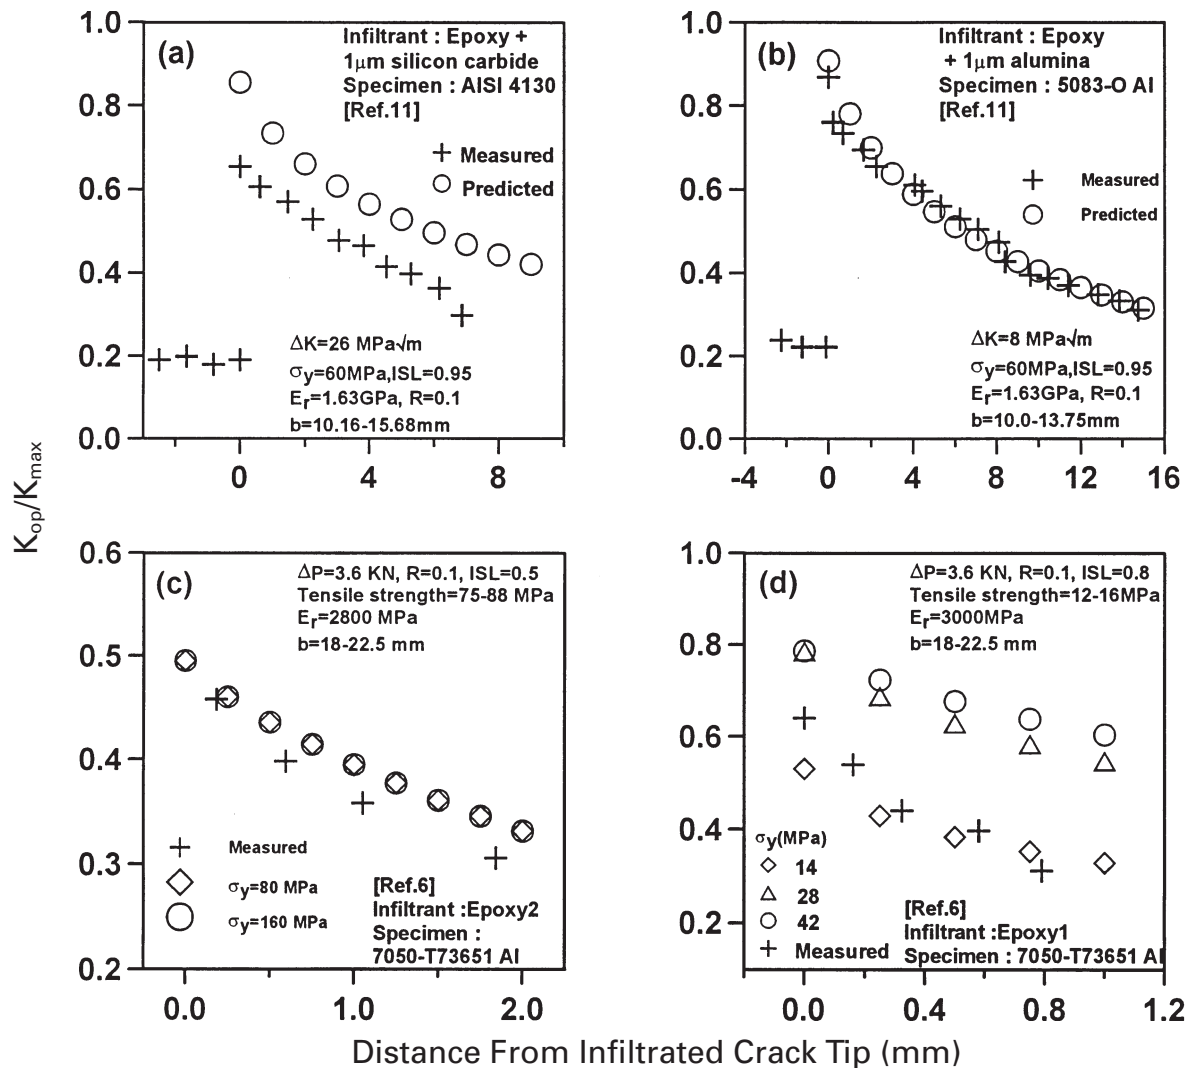 (a)
Infiltrant : Epoxy +
1μm silicon carbide
Specimen : AISI 4130
[Ref.11]
Measured
Predicted
ΔK=26 MPa√m
σy=60MPa,ISL=0.95
Er=1.63GPa, R=0.1
b=10.16-15.68mm
1.0
0.8
0.6
0.4
0.2
0.0
0 4 8
(b)
Infiltrant : Epoxy
+ 1μm alumina
Specimen : 5083-O Al
[Ref.11]
Measured
Predicted
ΔK=8 MPa√m
σy=60MPa,ISL=0.95
Er=1.63GPa, R=0.1
b=10.0-13.75mm
1.0
0.8
0.6
0.4
0.2
0.0
-4 0 4 8 12 16
Kop/Kmax
(c)
ΔP=3.6 KN, R=0.1, ISL=0.5
Tensile strength=75-88 MPa
Er=2800 MPa
b=18-22.5 mm
Measured
σy=80 MPa
σy=160 MPa
[Ref.6]
Infiltrant :Epoxy2
Specimen :
7050-T73651 Al
0.6
0.5
0.4
0.3
0.2
0.0 1.0 2.0
(d)
ΔP=3.6 KN, R=0.1, ISL=0.8
Tensile strength=12-16MPa
Er=3000MPa
b=18-22.5 mm
σy(MPa)
14
28
42
Measured
[Ref.6]
Infiltrant :Epoxy1
Specimen : 7050-T73651 Al
1.0
0.8
0.6
0.4
0.2
0.0 0.4 0.8 1.2
Distance From Infiltrated Crack Tip (mm)